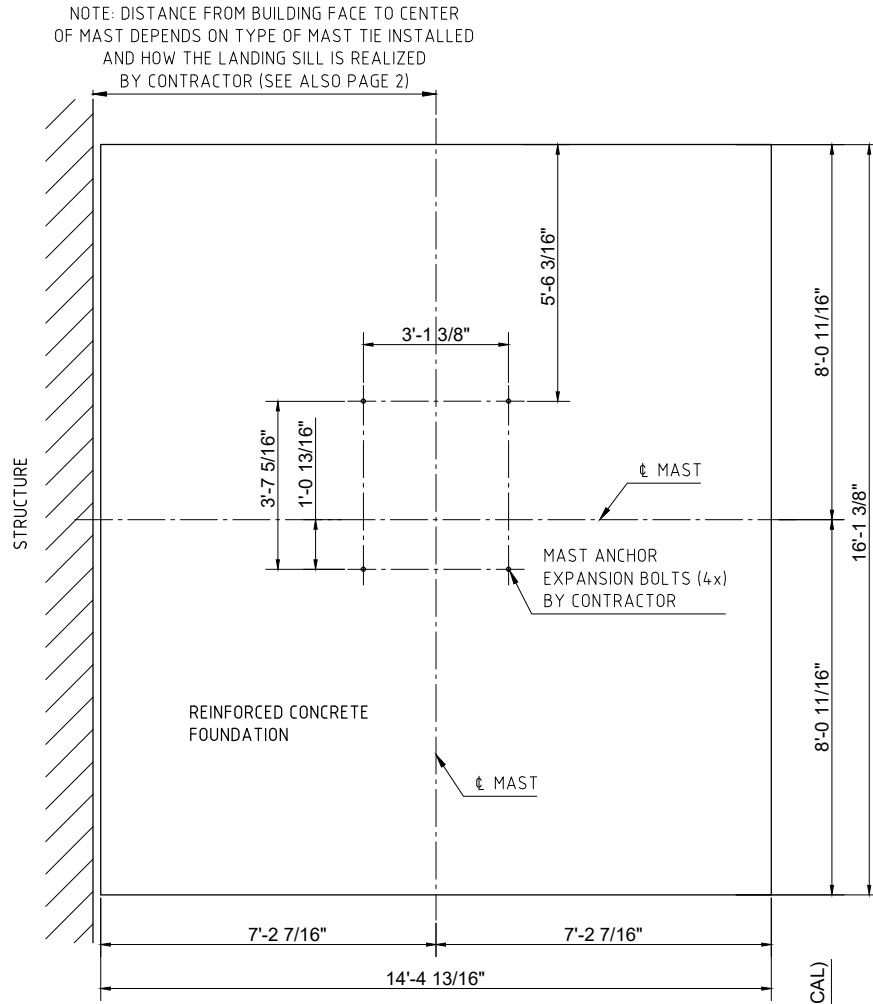 NOTE: DISTANCE FROM BUILDING FACE TO CENTER
OF MAST DEPENDS ON TYPE OF MAST TIE INSTALLED
AND HOW THE LANDING SILL IS REALIZED
BY CONTRACTOR (SEE ALSO PAGE 2)
5'-6 3/16"
8'-0 11/16"
3'-1 3/8"
3'-7 5/16"
1'-0 13/16"
℄ MAST
STRUCTURE
16'-1 3/8"
MAST ANCHOR
EXPANSION BOLTS (4x)
BY CONTRACTOR
8'-0 11/16"
REINFORCED CONCRETE
FOUNDATION
℄ MAST
7'-2 7/16"
7'-2 7/16"
14'-4 13/16"
CAL)